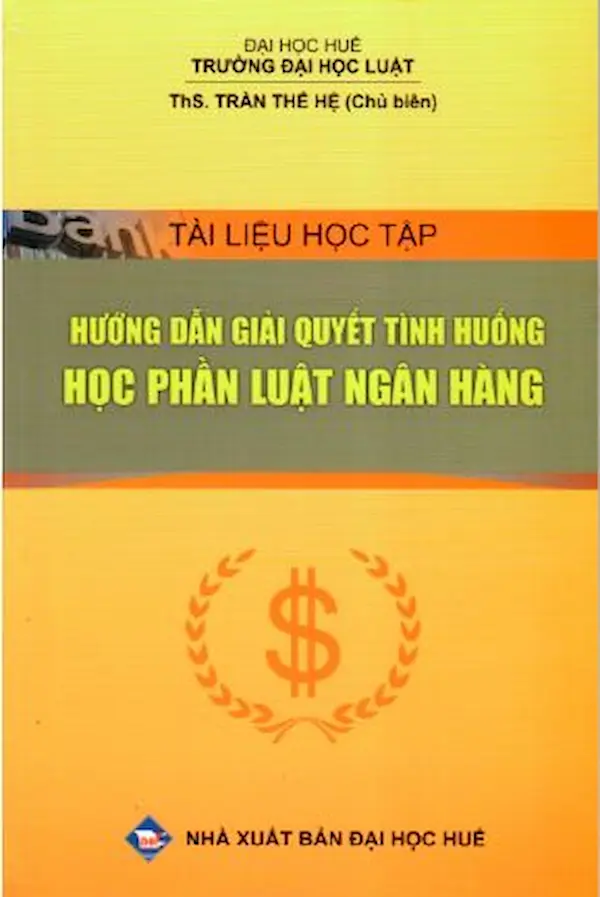 ĐẠI HỌC HUẾ
TRƯỜNG ĐẠI HỌC LUẬT
ThS. TRẦN THẾ HỆ (Chủ biên)
Ban
TÀI LIỆU HỌC TẬP
HƯỚNG DẪN GIẢI QUYẾT TÌNH HUỐNG
HỌC PHẦN LUẬT NGÂN HÀNG
$
NHÀ XUẤT BẢN ĐẠI HỌC HUẾ